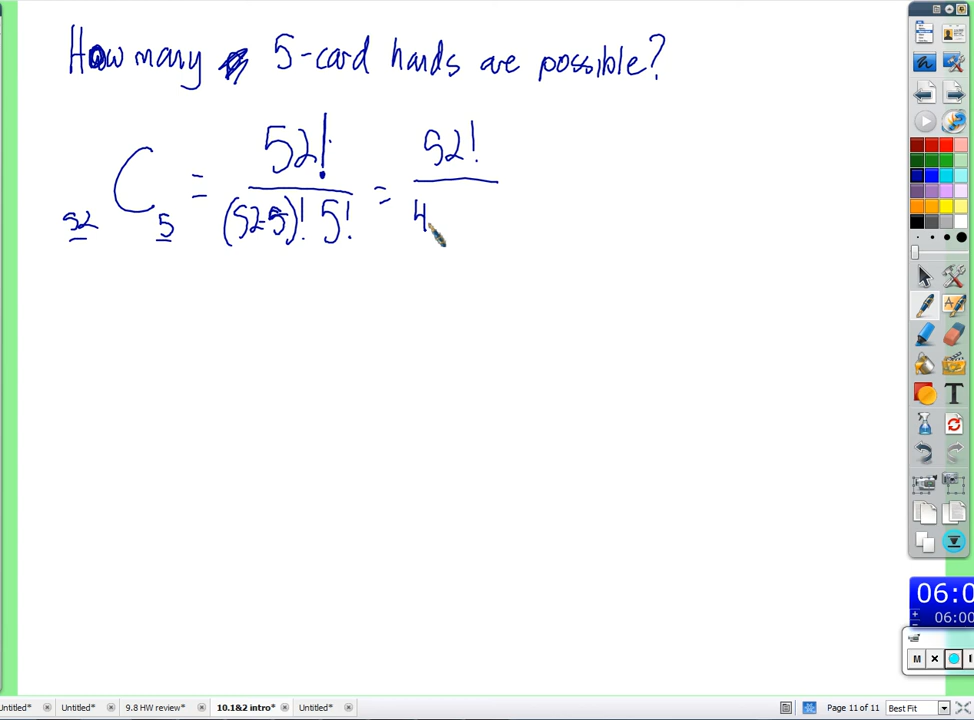 How many 5-card hands are possible?
52C5 = 52! / (52-5)! 5! = 52! / 4
06:0
06:00
M
Untitled* Untitled* 9.8 HW review* 10.1&2 intro* Untitled* Page 11 of 11 Best Fit